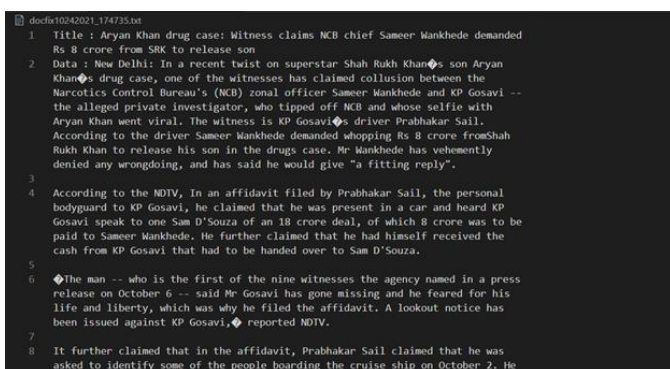 docfix10242021_174735.txt
1 Title : Aryan Khan drug case: Witness claims NCB chief Sameer Wankhede demanded
Rs 8 crore from SRK to release son
2 Data : New Delhi: In a recent twist on superstar Shah Rukh Khan�s son Aryan
Khan�s drug case, one of the witnesses has claimed collusion between the
Narcotics Control Bureau's (NCB) zonal officer Sameer Wankhede and KP Gosavi --
the alleged private investigator, who tipped off NCB and whose selfie with
Aryan Khan went viral. The witness is KP Gosavi�s driver Prabhakar Sail.
According to the driver Sameer Wankhede demanded whopping Rs 8 crore fromShah
Rukh Khan to release his son in the drugs case. Mr Wankhede has vehemently
denied any wrongdoing, and has said he would give "a fitting reply".
3
4 According to the NDTV, In an affidavit filed by Prabhakar Sail, the personal
bodyguard to KP Gosavi, he claimed that he was present in a car and heard KP
Gosavi speak to one Sam D'Souza of an 18 crore deal, of which 8 crore was to be
paid to Sameer Wankhede. He further claimed that he had himself received the
cash from KP Gosavi that had to be handed over to Sam D'Souza.
5
6 �The man -- who is the first of the nine witnesses the agency named in a press
release on October 6 -- said Mr Gosavi has gone missing and he feared for his
life and liberty, which was why he filed the affidavit. A lookout notice has
been issued against KP Gosavi,� reported NDTV.
7
8 It further claimed that in the affidavit, Prabhakar Sail claimed that he was
asked to identify some of the people boarding the cruise ship on October 2. He